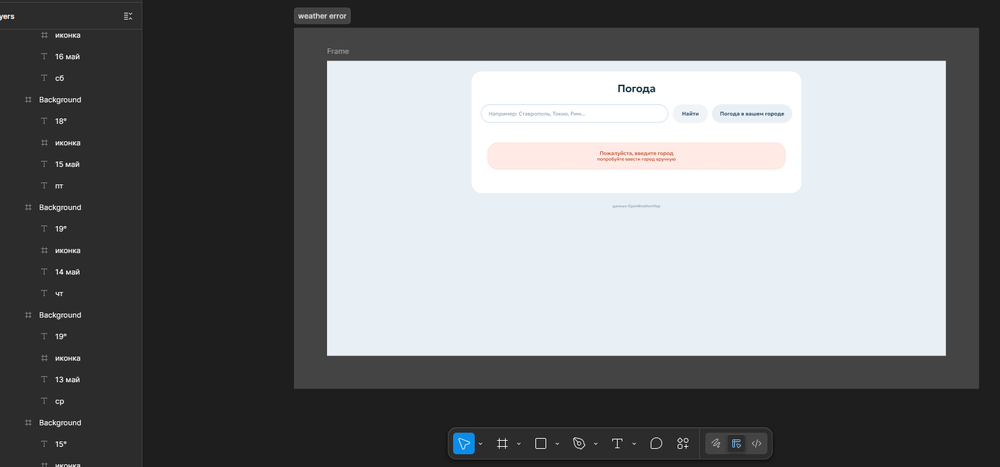 yers
иконка
16 май
сб
Background
18°
иконка
15 май
пт
Background
19°
иконка
14 май
чт
Background
19°
иконка
13 май
ср
Background
15°
иконка
weather error
Frame
Погода
Например: Ставрополь, Токио, Рим...
Найти
Погода в вашем городе
Пожалуйста, введите город
попробуйте ввести город вручную
данные OpenWeatherMap